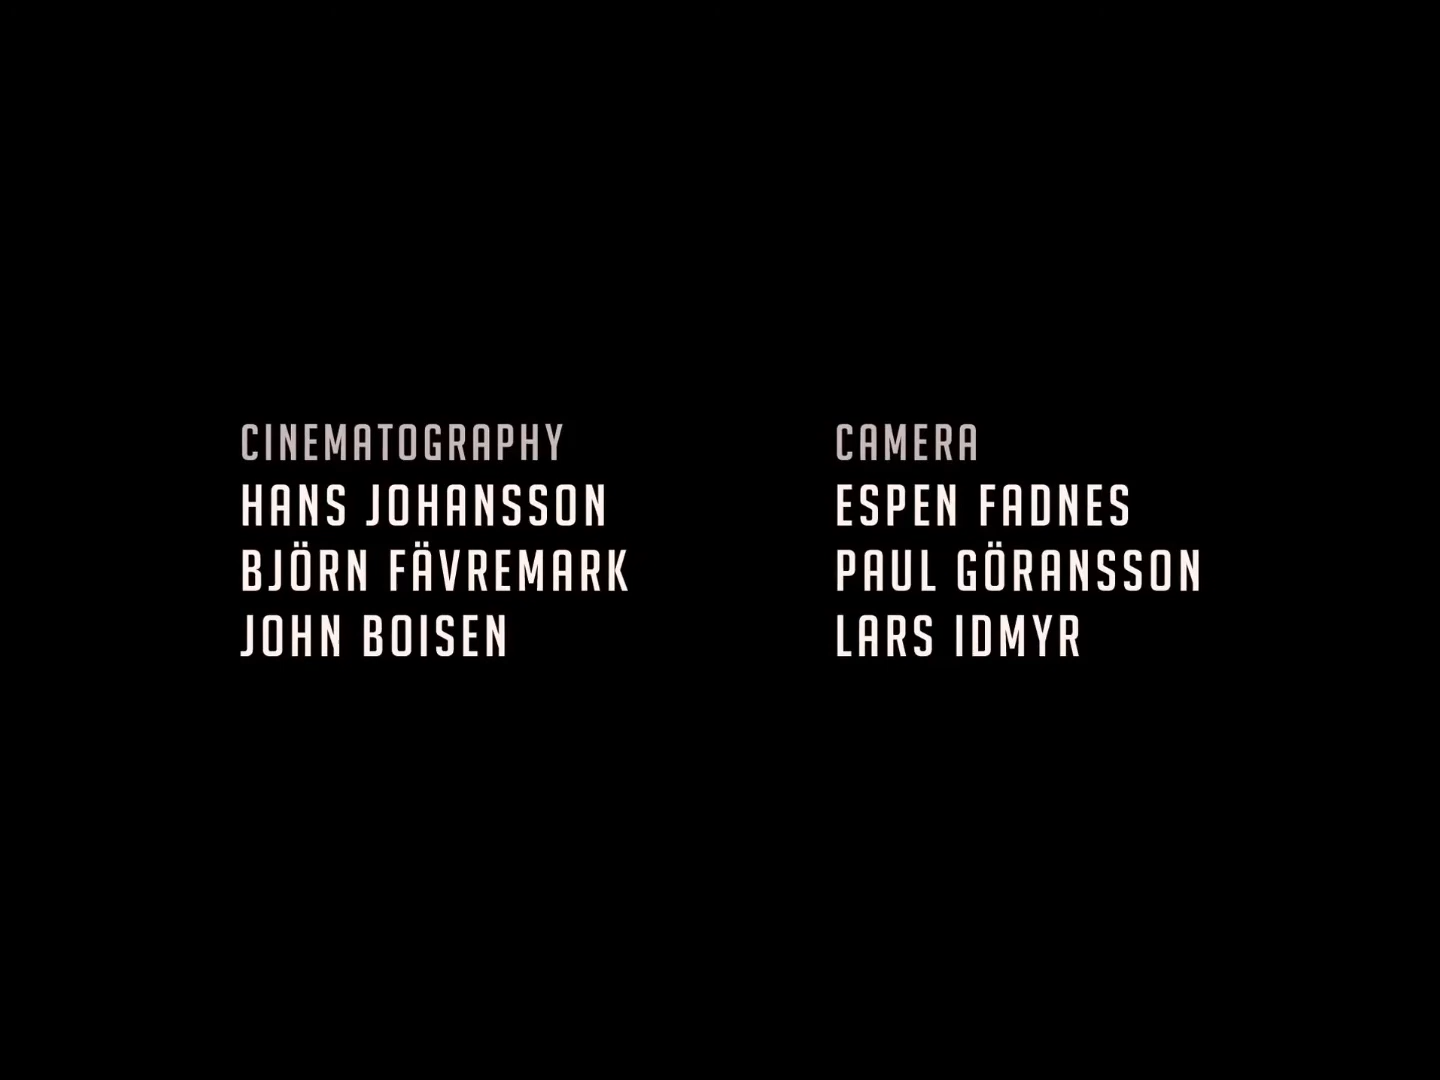 CINEMATOGRAPHY
HANS JOHANSSON
BJÖRN FÄVREMARK
JOHN BOISEN
CAMERA
ESPEN FADNES
PAUL GÖRANSSON
LARS IDMYR